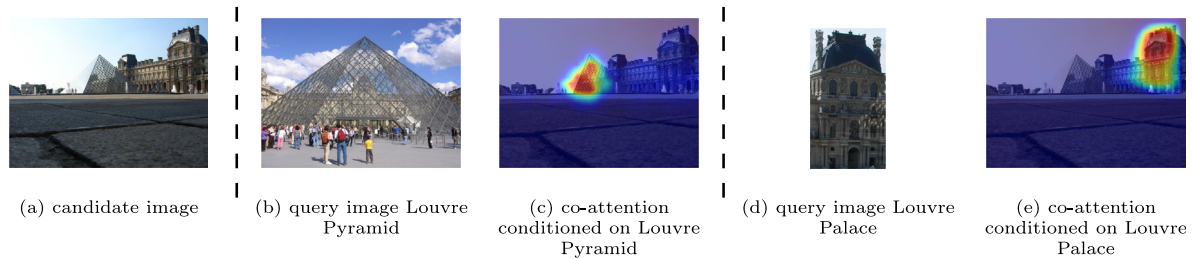 (a) candidate image
(b) query image Louvre
Pyramid
(c) co-attention
conditioned on Louvre
Pyramid
(d) query image Louvre
Palace
(e) co-attention
conditioned on Louvre
Palace